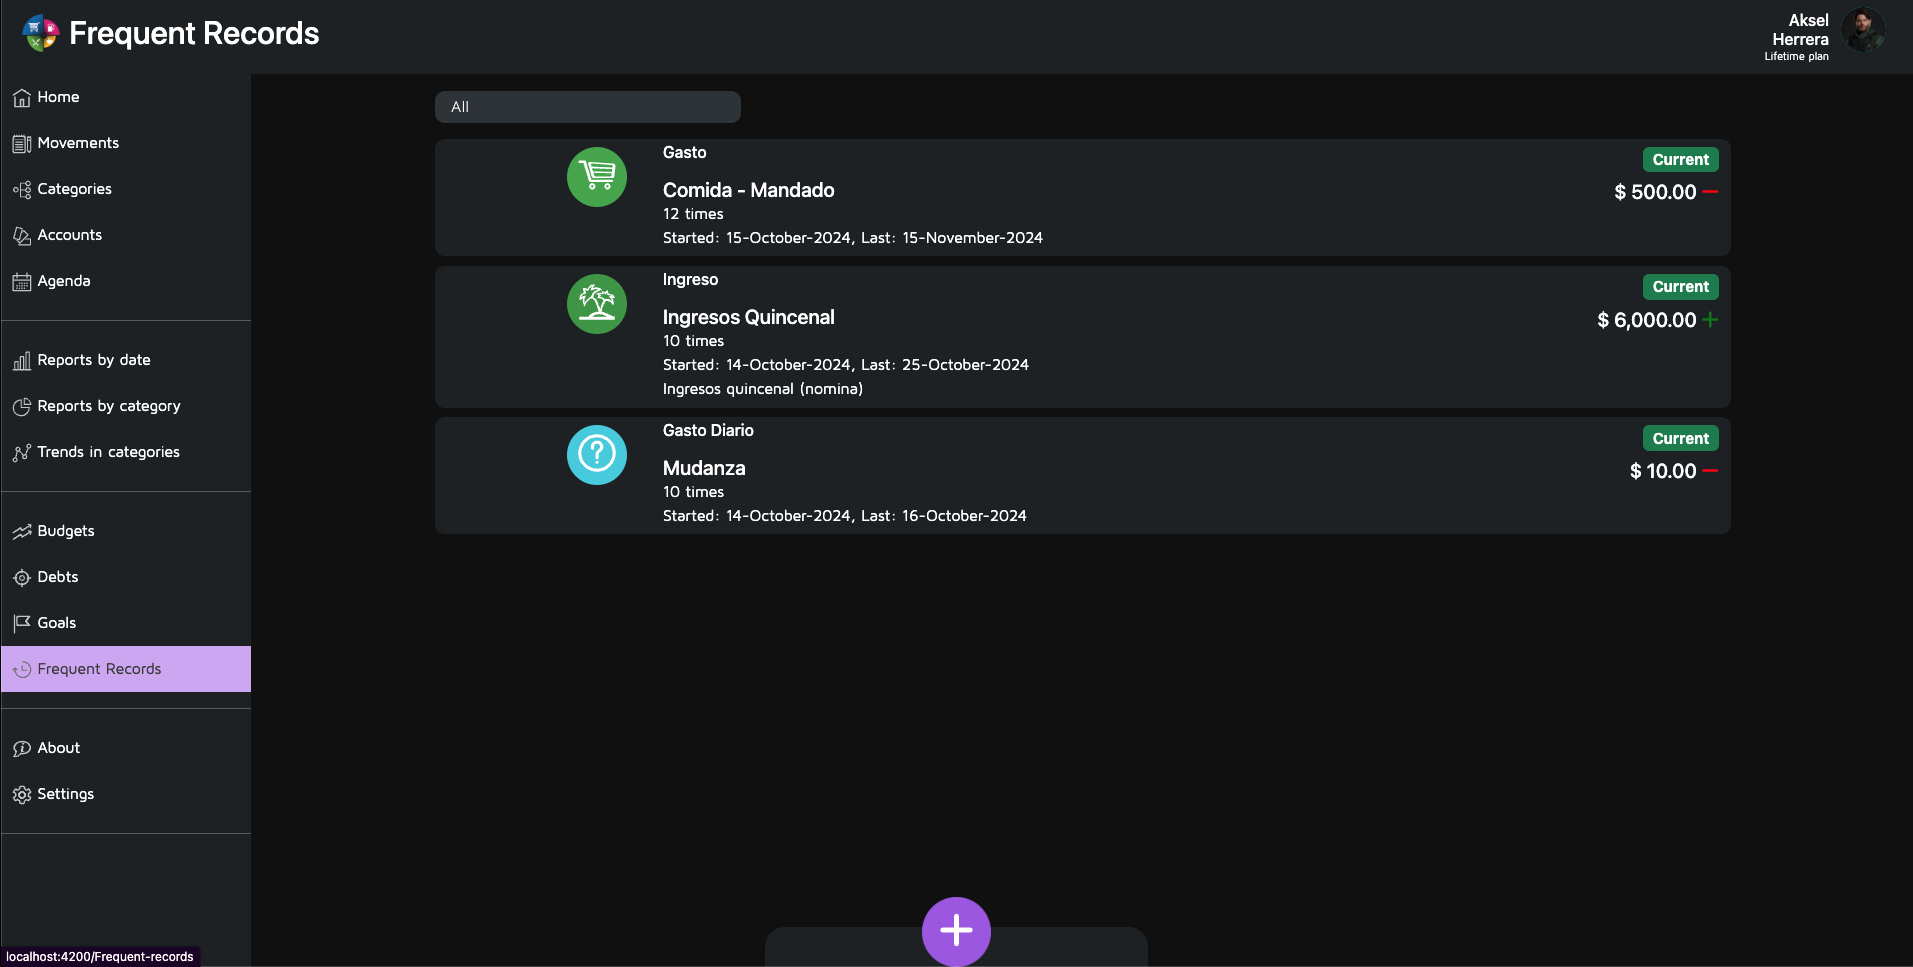 Frequent Records
Aksel
Herrera
Lifetime plan
Home
Movements
Categories
Accounts
Agenda
Reports by date
Reports by category
Trends in categories
Budgets
Debts
Goals
Frequent Records
About
Settings
All
Gasto
Current
Comida - Mandado
$ 500.00 −
12 times
Started: 15-October-2024, Last: 15-November-2024
Ingreso
Current
Ingresos Quincenal
$ 6,000.00 +
10 times
Started: 14-October-2024, Last: 25-October-2024
Ingresos quincenal (nomina)
Gasto Diario
Current
Mudanza
$ 10.00 −
10 times
Started: 14-October-2024, Last: 16-October-2024
+
localhost:4200/Frequent-records